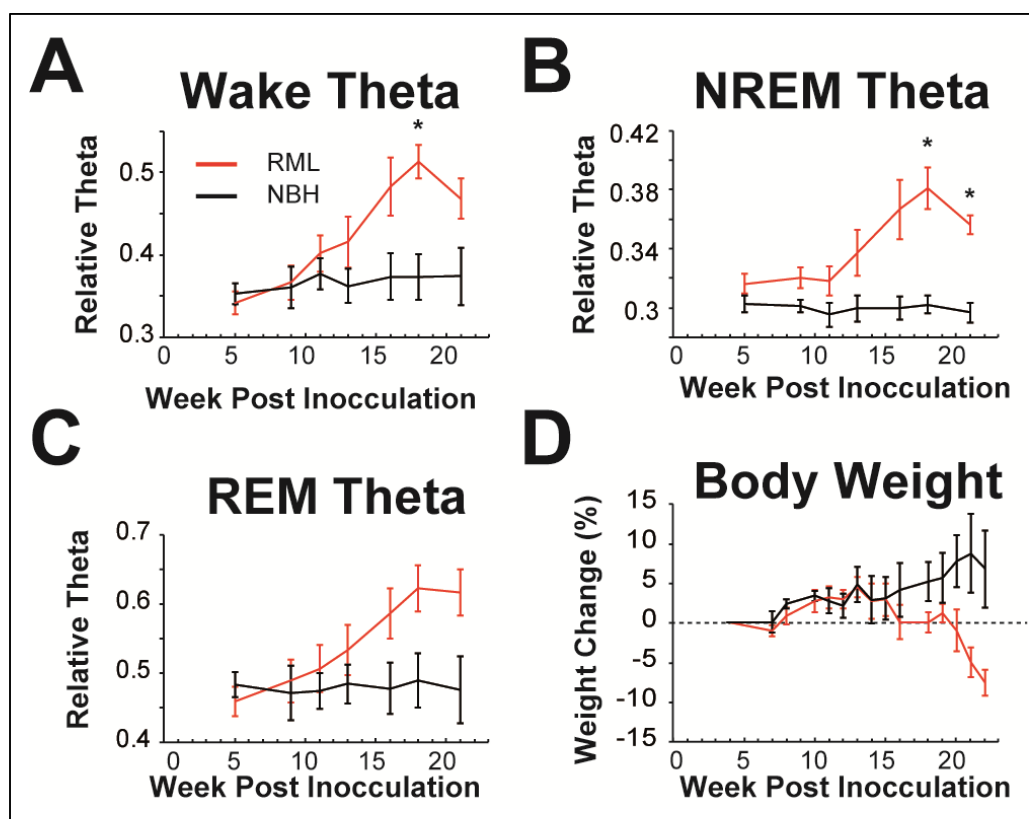 A
Wake Theta
Relative Theta
0.5
0.4
0.3
*
RML
NBH
0 5 10 15 20
Week Post Inocculation
B
NREM Theta
Relative Theta
0.42
0.38
0.34
0.3
*
*
0 5 10 15 20
Week Post Inocculation
C
REM Theta
Relative Theta
0.7
0.6
0.5
0.4
0 5 10 15 20
Week Post Inocculation
D
Body Weight
Weight Change (%)
15
10
5
0
-5
-10
-15
0 5 10 15 20
Week Post Inocculation